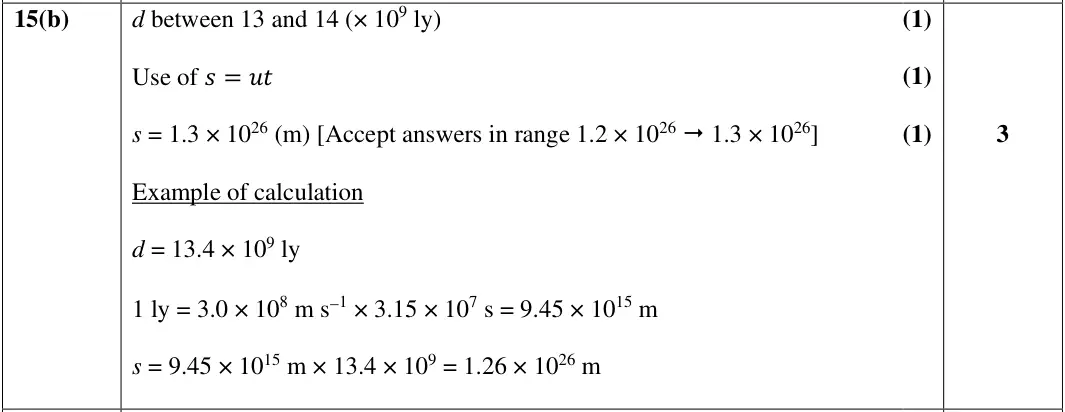 15(b) d between 13 and 14 (× 10⁹ ly) (1)
Use of s = ut (1)
s = 1.3 × 10²⁶ (m) [Accept answers in range 1.2 × 10²⁶ → 1.3 × 10²⁶] (1) 3
Example of calculation
d = 13.4 × 10⁹ ly
1 ly = 3.0 × 10⁸ m s⁻¹ × 3.15 × 10⁷ s = 9.45 × 10¹⁵ m
s = 9.45 × 10¹⁵ m × 13.4 × 10⁹ = 1.26 × 10²⁶ m